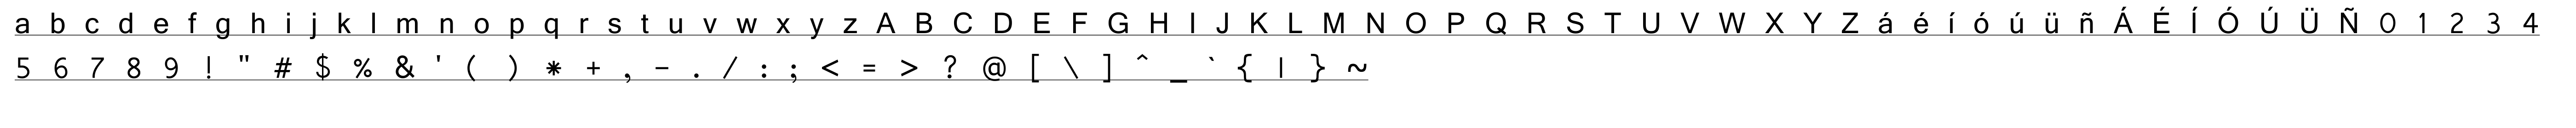 a b c d e f g h i j k l m n o p q r s t u v w x y z A B C D E F G H I J K L M N O P Q R S T U V W X Y Z á é í ó ú ü ñ Á É Í Ó Ú Ü Ñ 0 1 2 3 4
5 6 7 8 9 ! " # $ % & ' ( ) * + , - . / : ; < = > ? @ [ \ ] ^ _ ` { | } ~